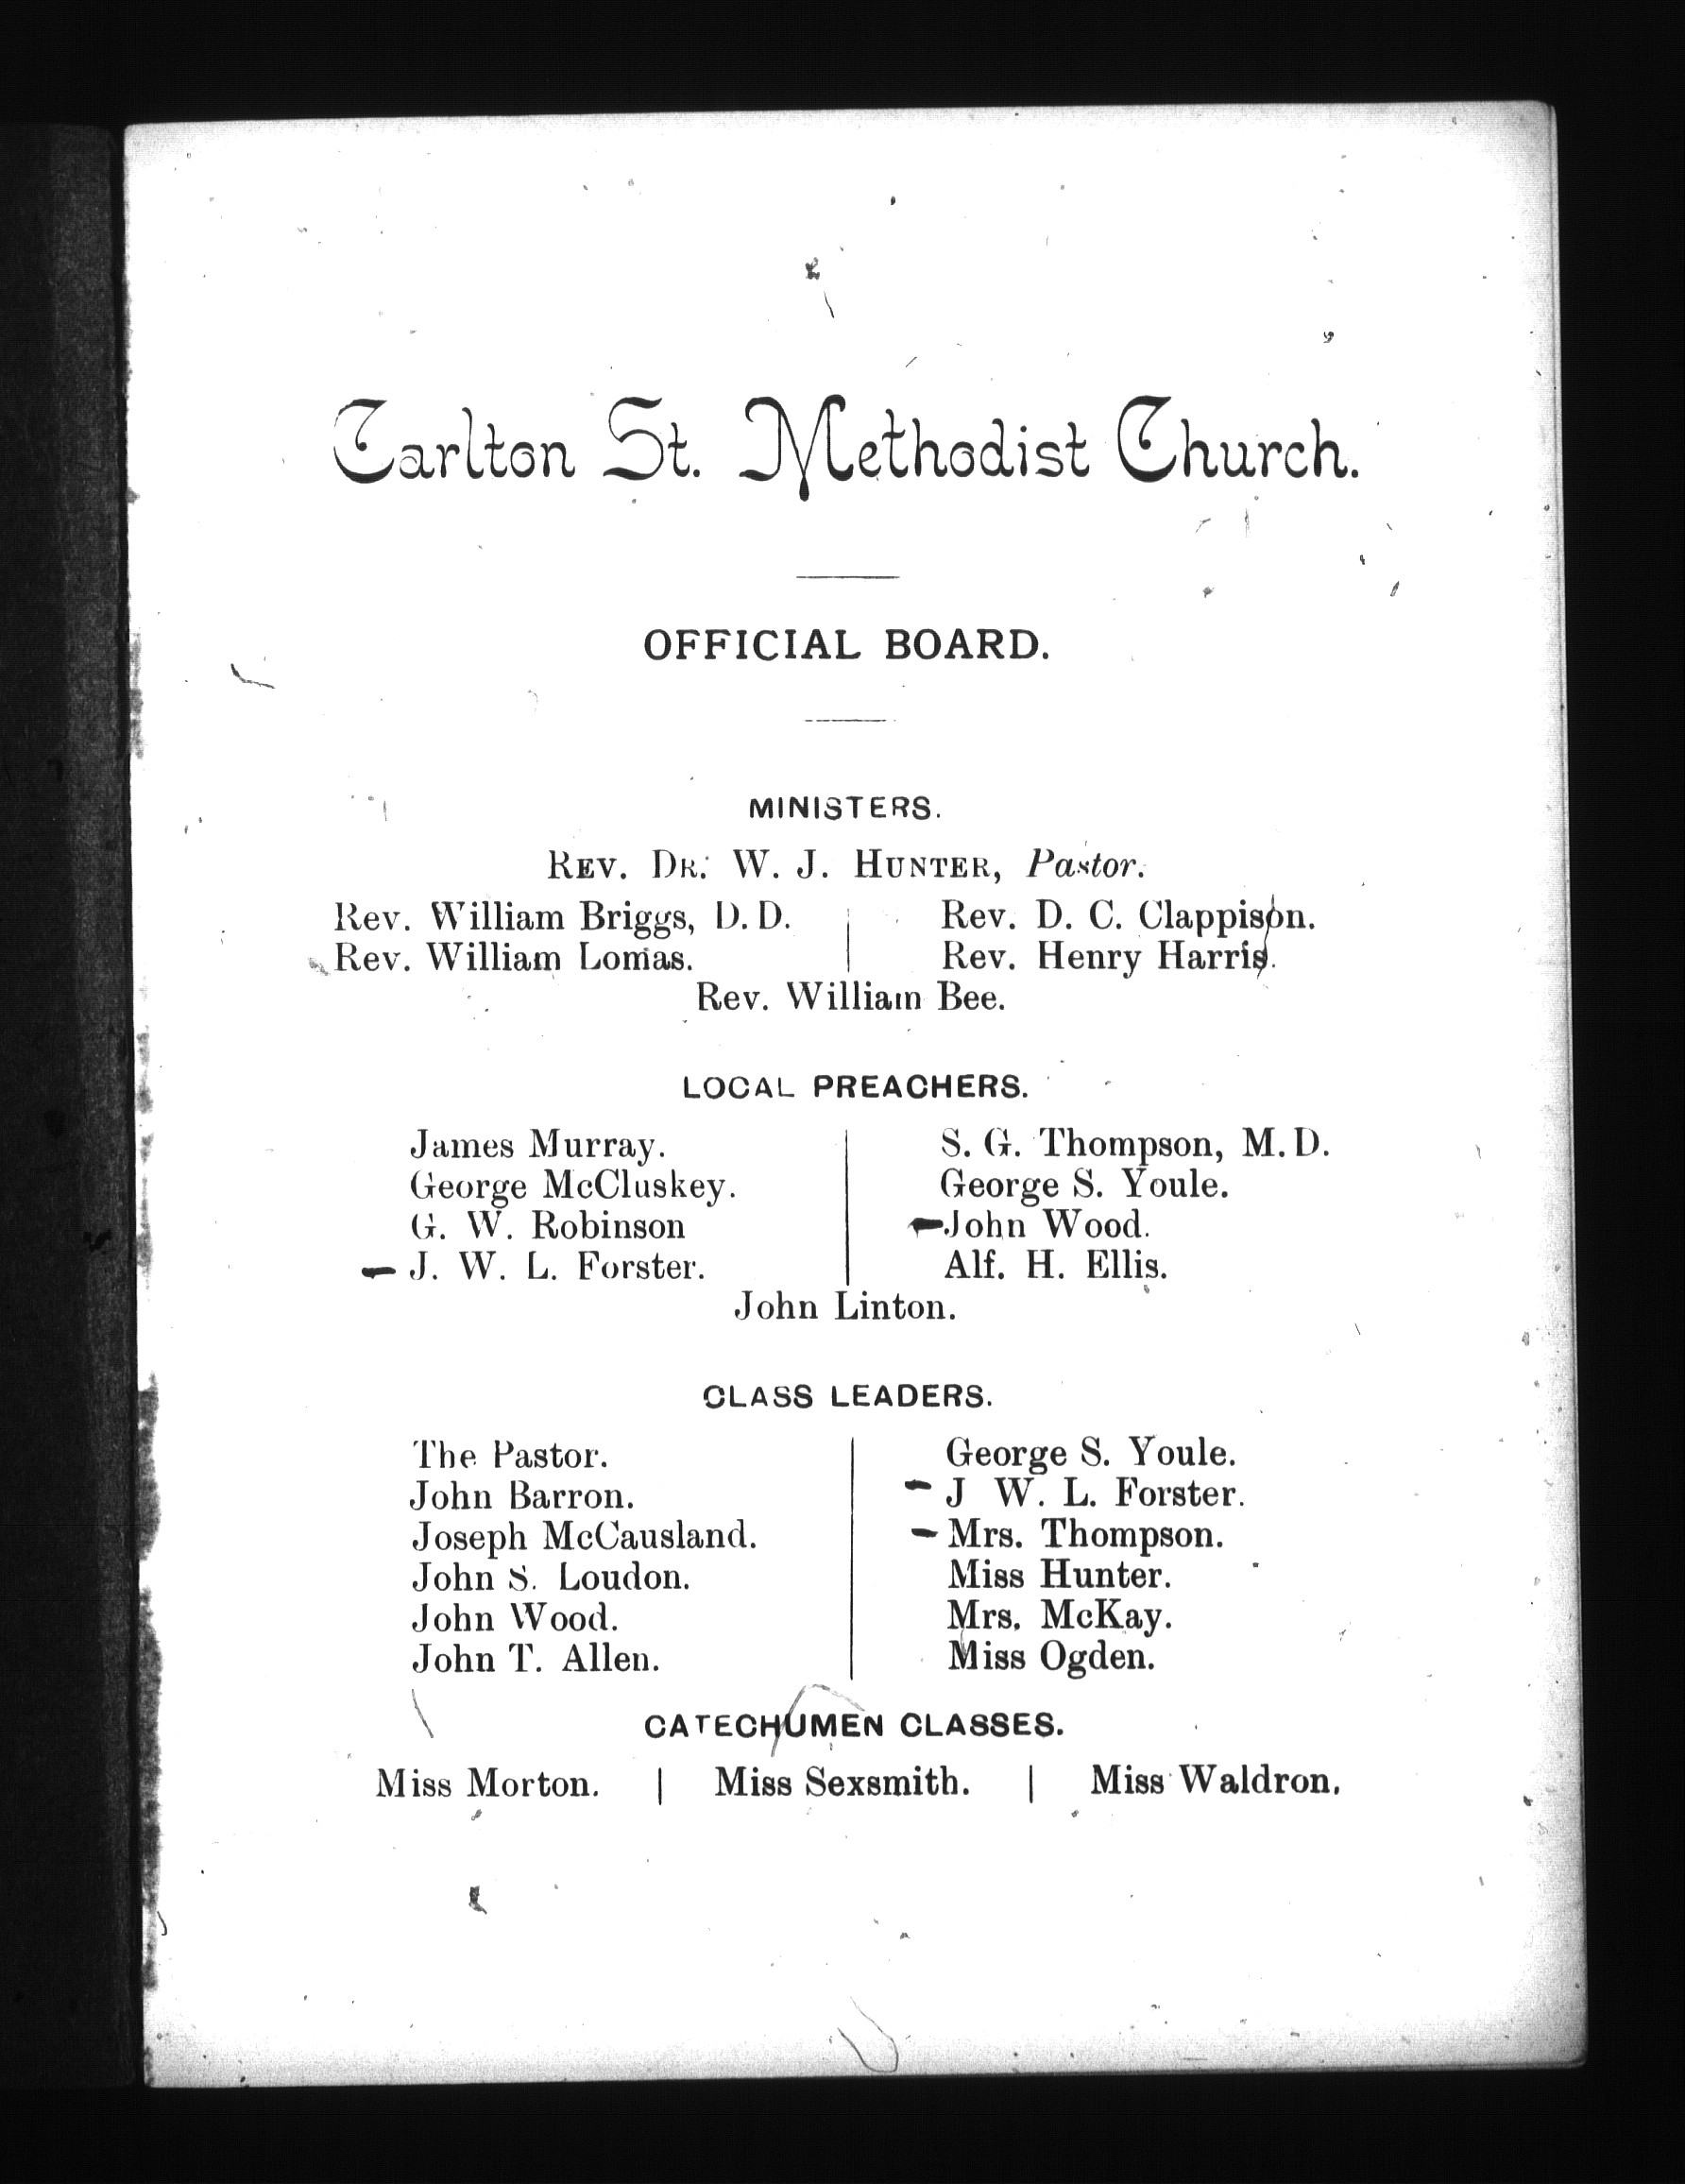 Carlton St. Methodist Church.
OFFICIAL BOARD.
MINISTERS.
REV. DR. W. J. HUNTER, Pastor.
Rev. William Briggs, D. D. | Rev. D. C. Clappison.
Rev. William Lomas. | Rev. Henry Harris.
Rev. William Bee.
LOCAL PREACHERS.
James Murray. | S. G. Thompson, M. D.
George McCluskey. | George S. Youle.
G. W. Robinson | John Wood.
J. W. L. Forster. | Alf. H. Ellis.
John Linton.
CLASS LEADERS.
The Pastor. | George S. Youle.
John Barron. | J W. L. Forster.
Joseph McCausland. | Mrs. Thompson.
John S. Loudon. | Miss Hunter.
John Wood. | Mrs. McKay.
John T. Allen. | Miss Ogden.
CATECHUMEN CLASSES.
Miss Morton. | Miss Sexsmith. | Miss Waldron.